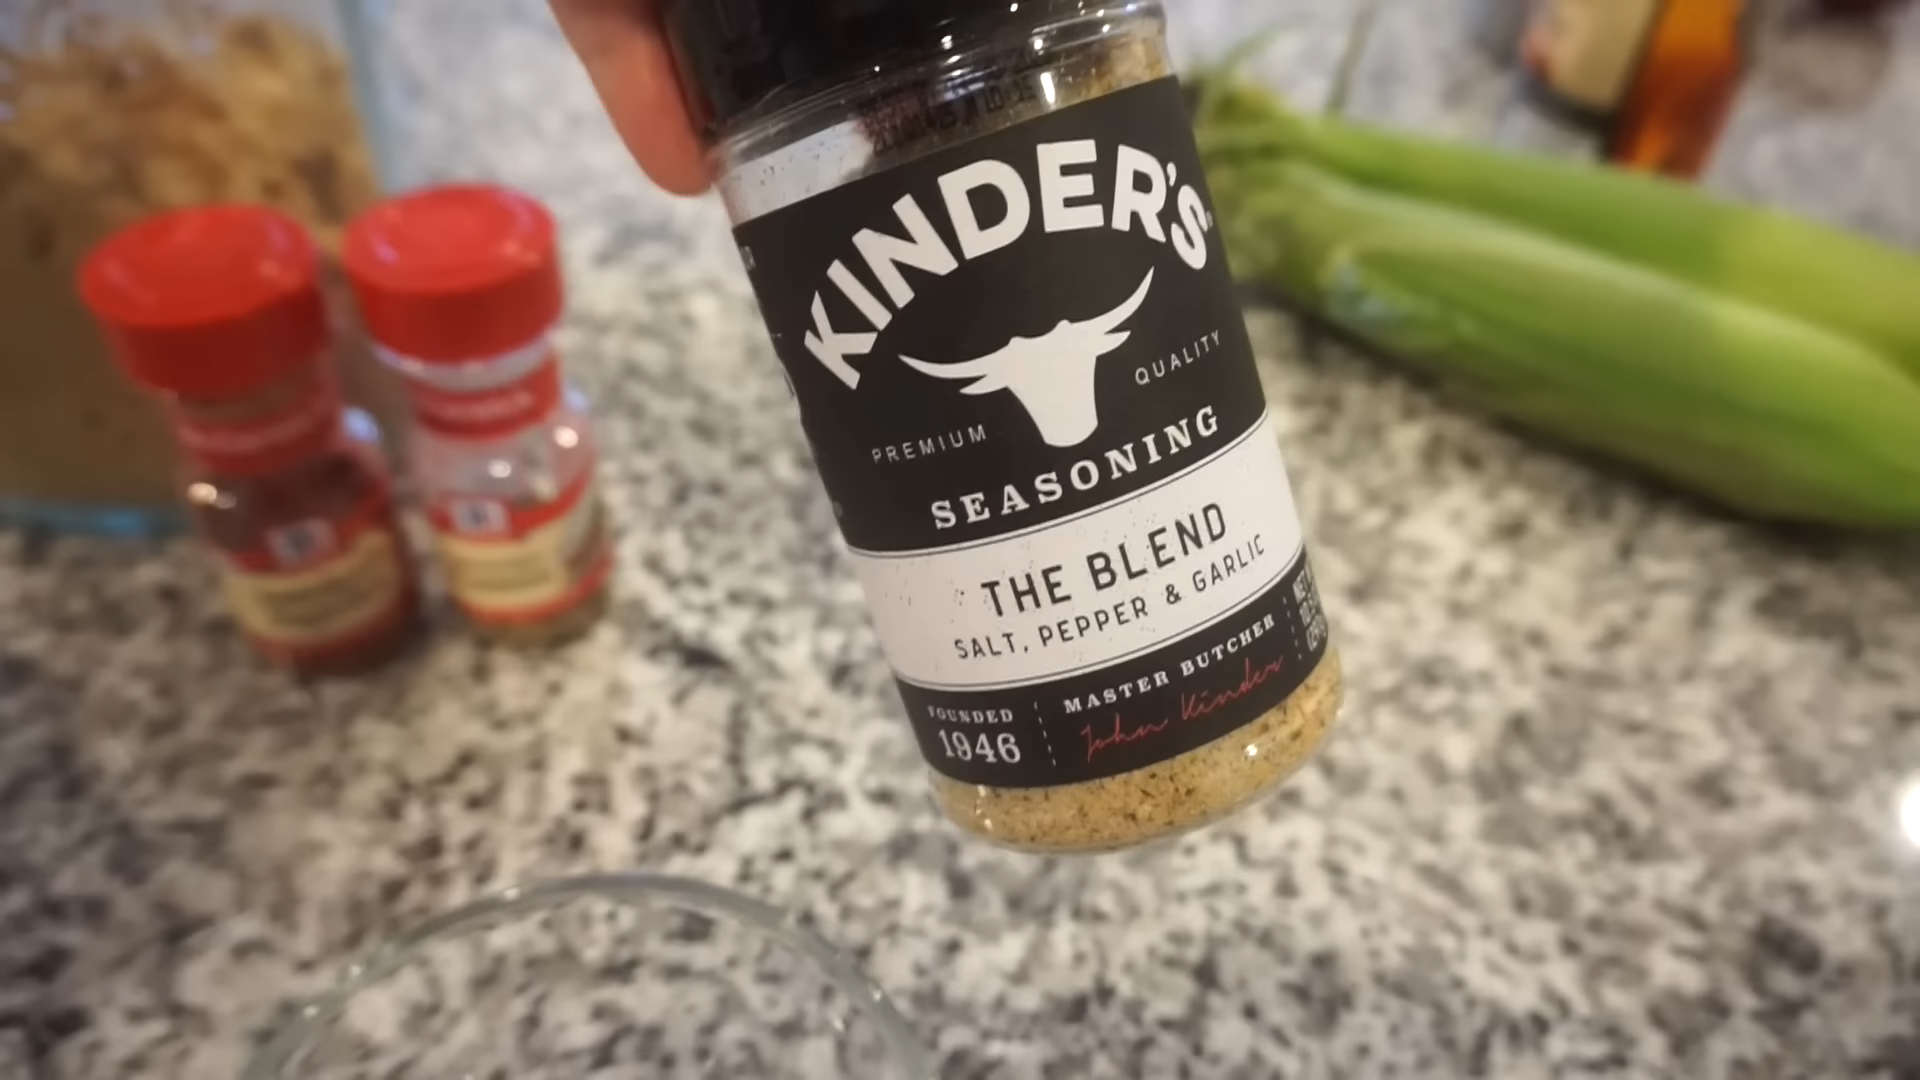 KINDER'S
PREMIUM QUALITY
SEASONING
THE BLEND
SALT, PEPPER & GARLIC
FOUNDED
1946
MASTER BUTCHER
John Kinder